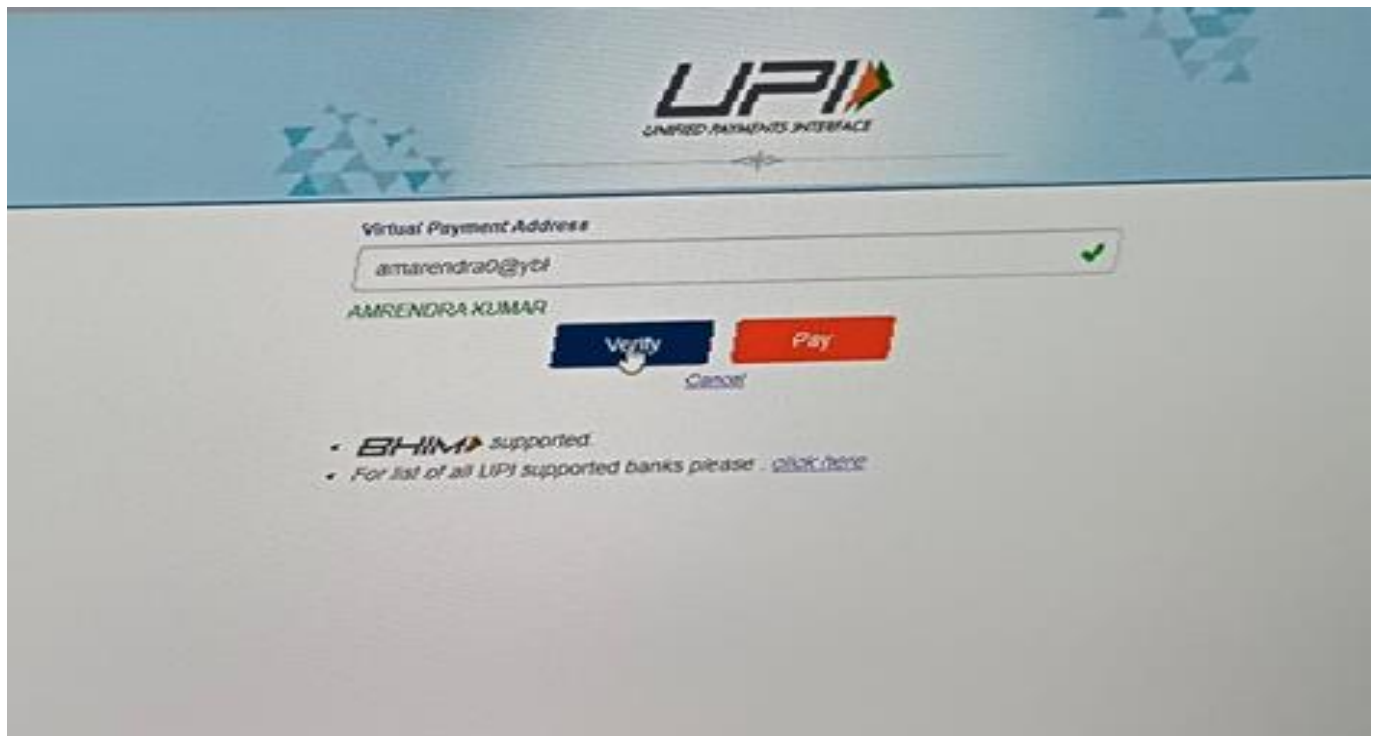 UPI
UNIFIED PAYMENTS INTERFACE
Virtual Payment Address
amarendra0@ybl
AMRENDRA KUMAR
Verify Pay
Cancel
• BHIM supported
• For list of all UPI supported banks please . click here